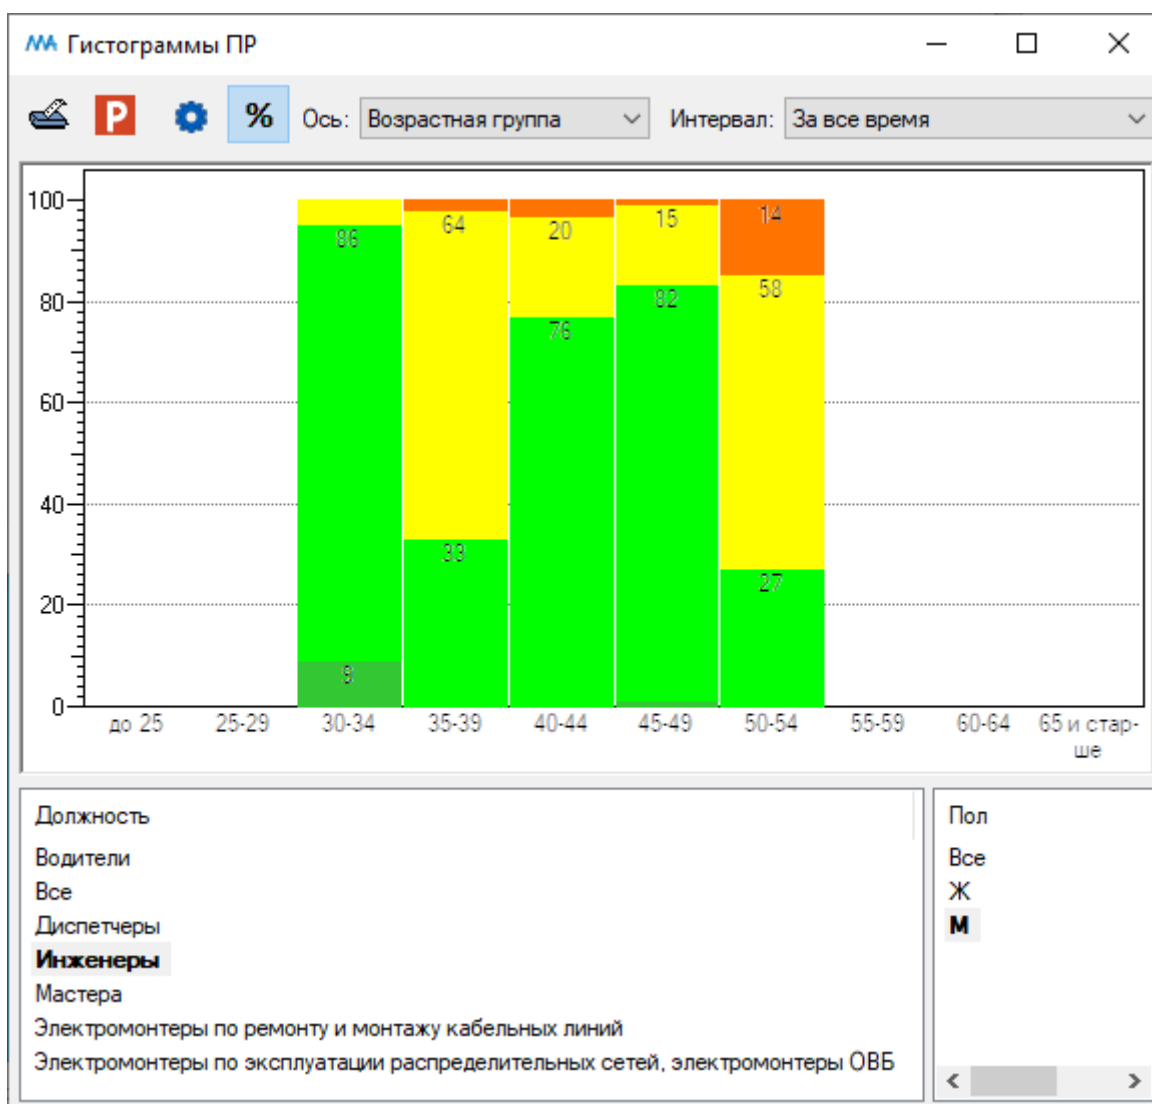 Гистограммы ПР
P % Ось: Возрастная группа Интервал: За все время
100
80
60
40
20
0
86
9
64
33
20
76
15
82
14
58
27
до 25 25-29 30-34 35-39 40-44 45-49 50-54 55-59 60-64 65 и стар-
ше
Должность
Водители
Все
Диспетчеры
Инженеры
Мастера
Электромонтеры по ремонту и монтажу кабельных линий
Электромонтеры по эксплуатации распределительных сетей, электромонтеры ОВБ
Пол
Все
Ж
М